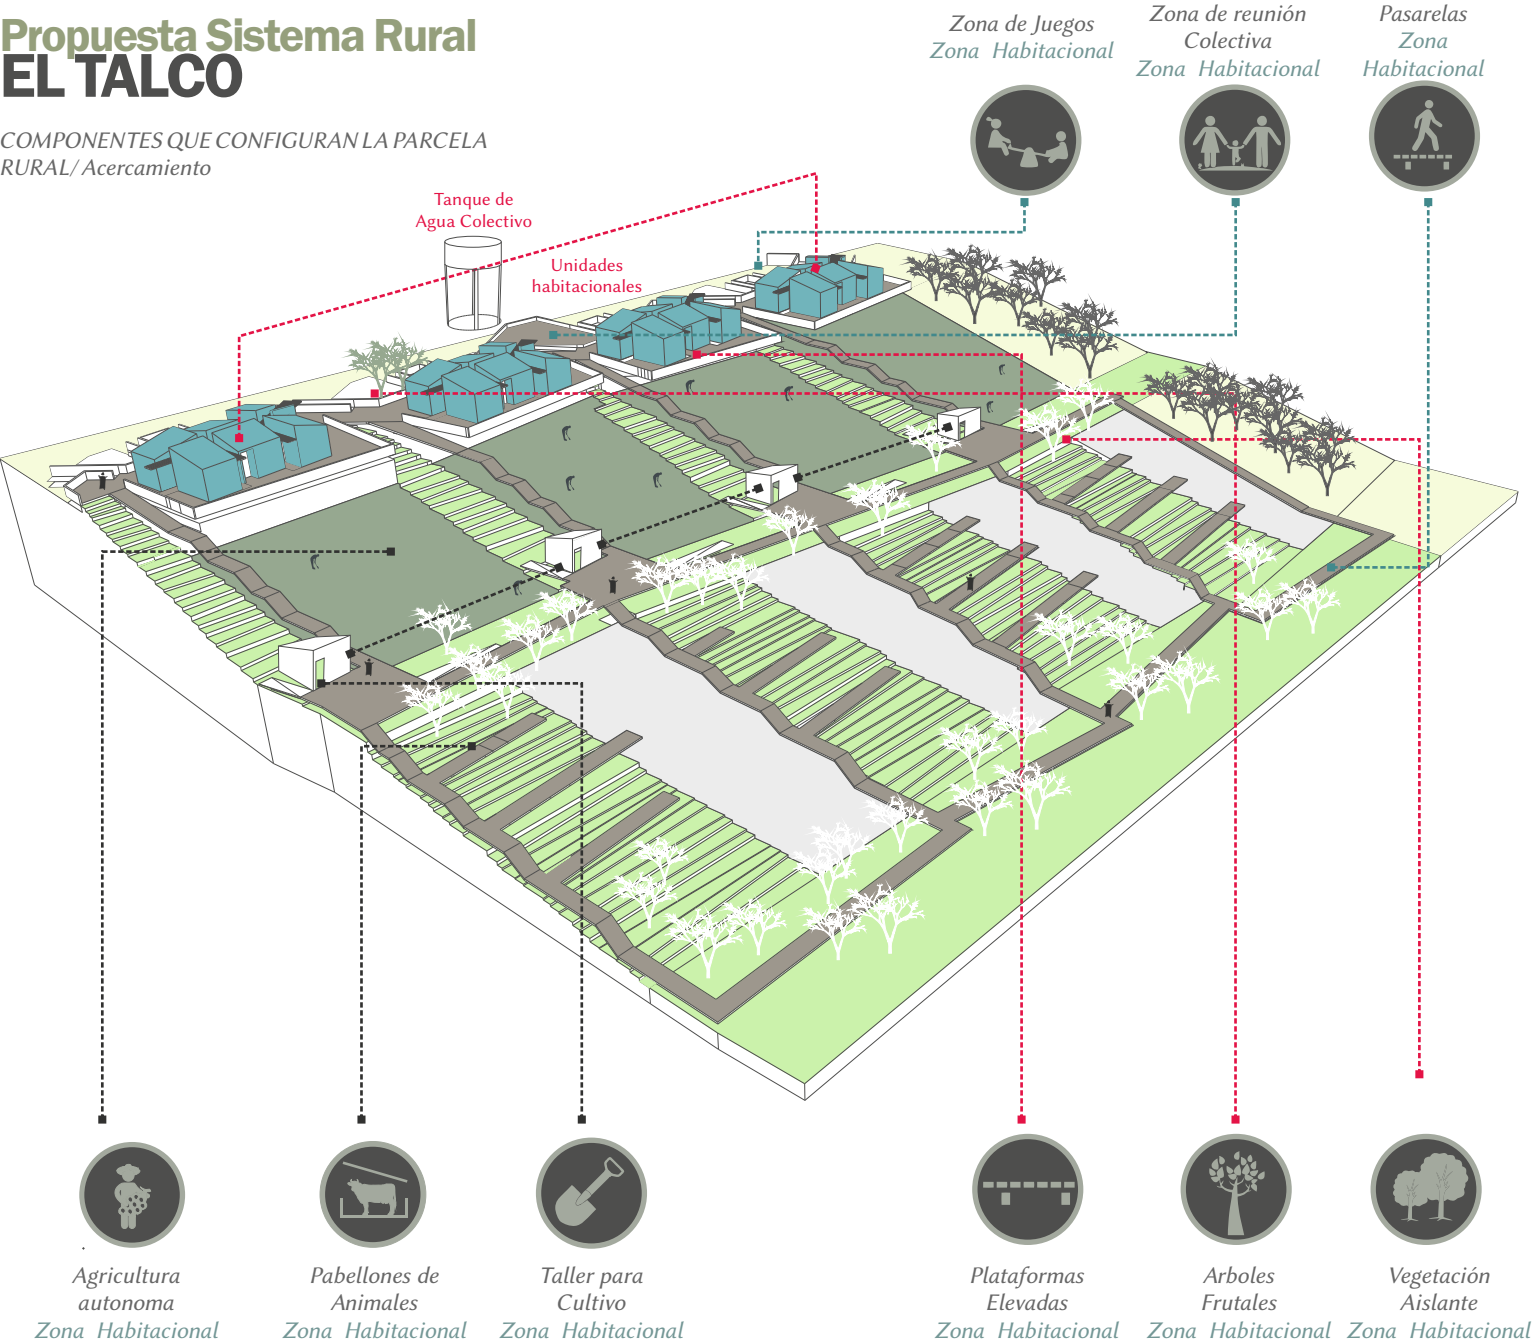 Propuesta Sistema Rural
EL TALCO
COMPONENTES QUE CONFIGURAN LA PARCELA
RURAL/ Acercamiento
Zona de Juegos
Zona Habitacional
Zona de reunión
Colectiva
Zona Habitacional
Pasarelas
Zona
Habitacional
Tanque de
Agua Colectivo
Unidades
habitacionales
Agricultura
autonoma
Zona Habitacional
Pabellones de
Animales
Zona Habitacional
Taller para
Cultivo
Zona Habitacional
Plataformas
Elevadas
Zona Habitacional
Arboles
Frutales
Zona Habitacional
Vegetación
Aislante
Zona Habitacional